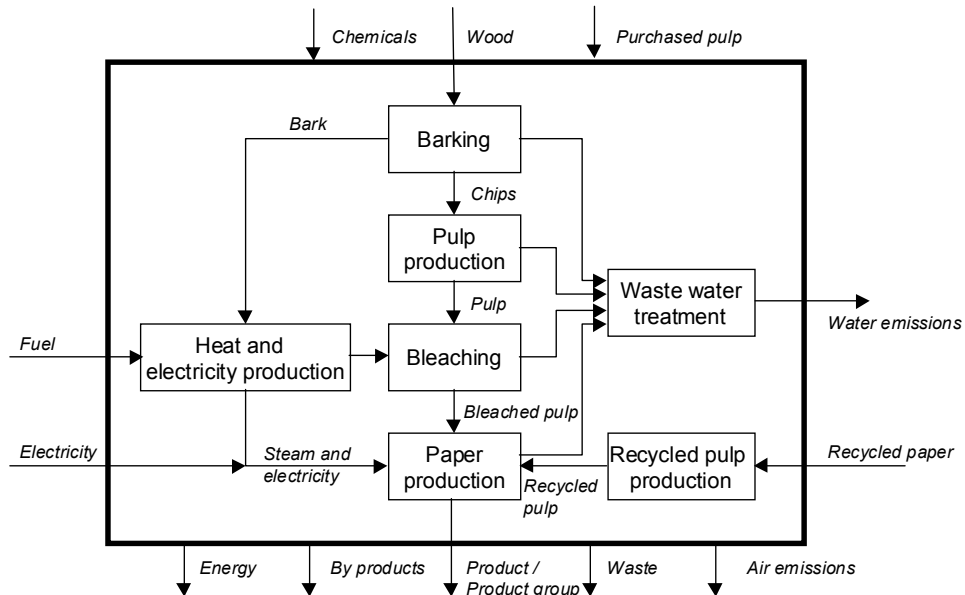 Chemicals
Wood
Purchased pulp
Bark
Barking
Chips
Pulp
production
Waste water
treatment
Water emissions
Pulp
Fuel
Heat and
electricity production
Bleaching
Bleached pulp
Electricity
Steam and
electricity
Paper
production
Recycled
pulp
Recycled pulp
production
Recycled paper
Energy
By products
Product /
Product group
Waste
Air emissions